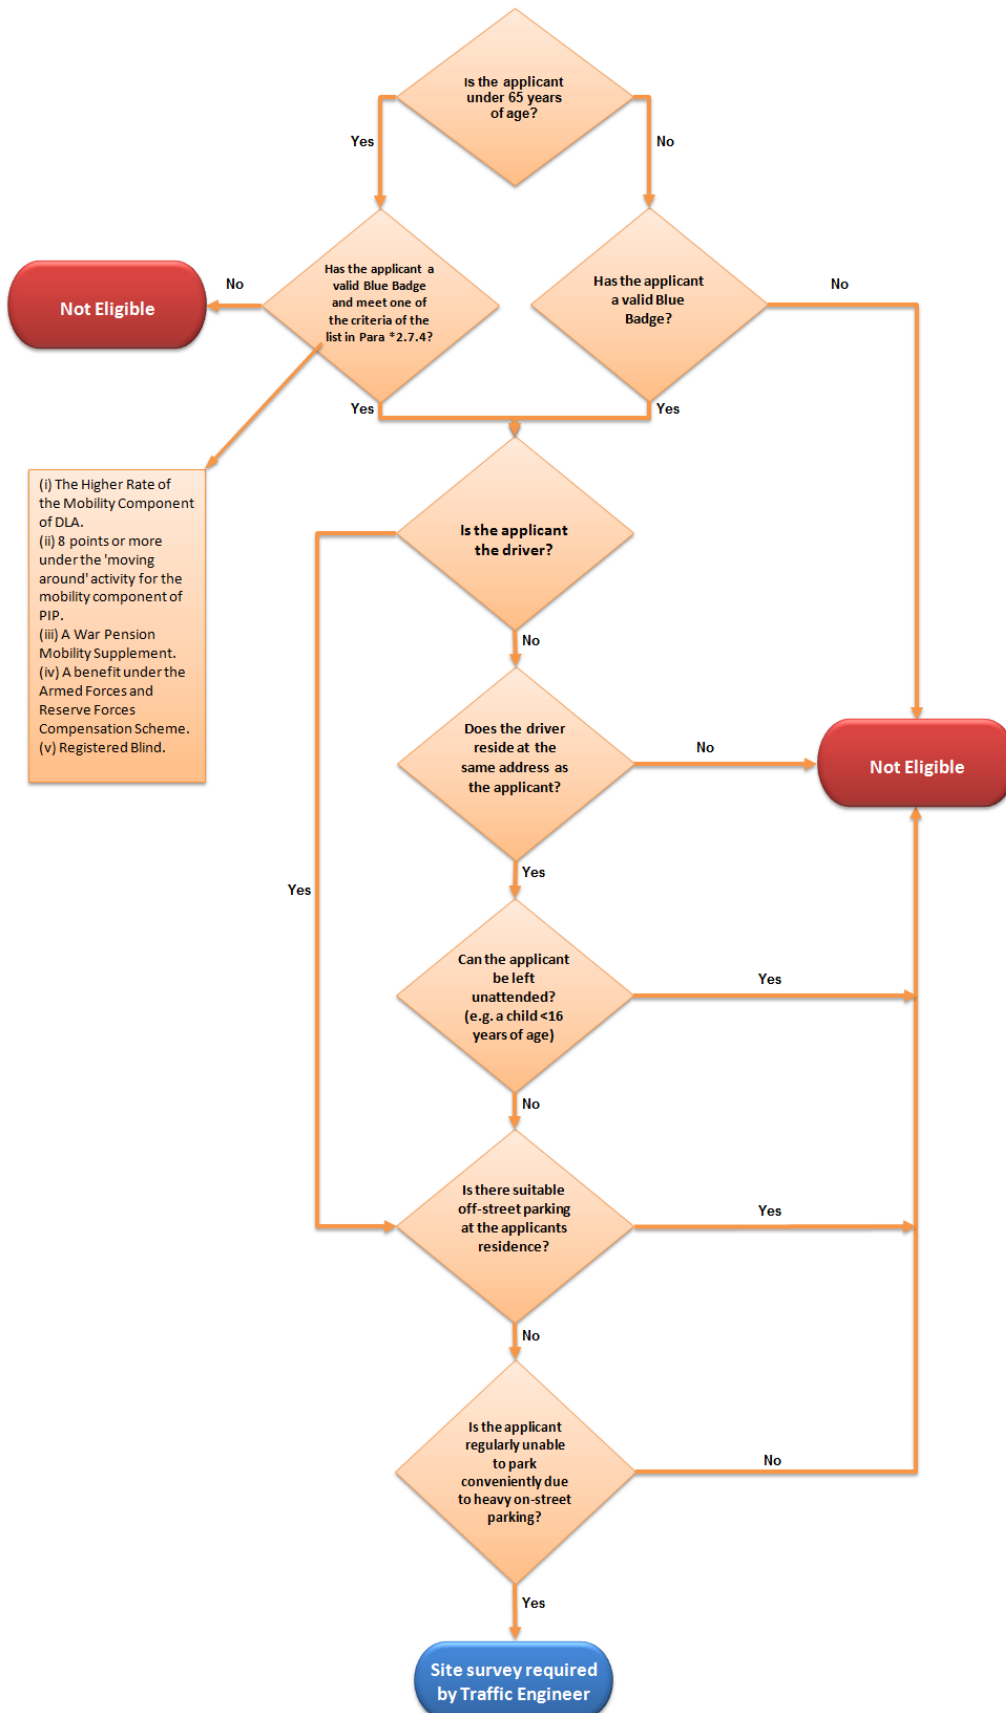 Is the applicant
under 65 years
of age?
Yes
No
Has the applicant a
valid Blue Badge
and meet one of
the criteria of the
list in Para *2.7.4?
No
Not Eligible
Has the applicant
a valid Blue
Badge?
No
Yes
Yes
(i) The Higher Rate of
the Mobility Component
of DLA.
(ii) 8 points or more
under the 'moving
around' activity for the
mobility component of
PIP.
(iii) A War Pension
Mobility Supplement.
(iv) A benefit under the
Armed Forces and
Reserve Forces
Compensation Scheme.
(v) Registered Blind.
Is the applicant
the driver?
No
Yes
Does the driver
reside at the
same address as
the applicant?
No
Not Eligible
Yes
Can the applicant
be left
unattended?
(e.g. a child <16
years of age)
Yes
No
Is there suitable
off-street parking
at the applicants
residence?
Yes
No
Is the applicant
regularly unable
to park
conveniently due
to heavy on-street
parking?
No
Yes
Site survey required
by Traffic Engineer